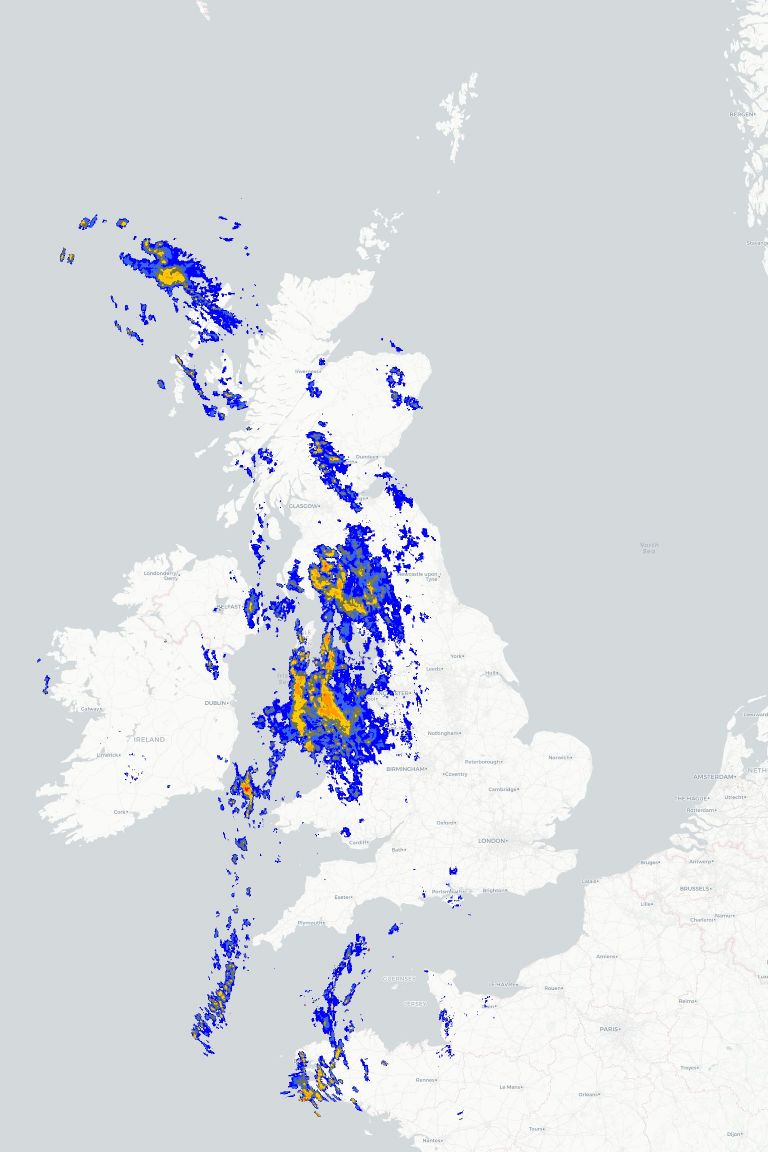 BERGEN
Stavanger
Inverness
Dundee
GLASGOW
North
Sea
Londonderry/
Derry
Newcastle upon
Tyne
BELFAST
York
Leeds
Hull
DUBLIN
Galway
IRELAND
Nottingham
Limerick
Peterborough
Norwich
BIRMINGHAM
Coventry
AMSTERDAM
Cambridge
THE HAGUE
Utrecht
Rotterdam
Cork
Oxford
LONDON
Cardiff
Bath
Bruges
Antwerp
Calais
BRUSSELS
Portsmouth
Brighton
Exeter
Lille
Plymouth
Charleroi
Namur
Amiens
GUERNSEY
LE HAVRE
Rouen
JERSEY
Reims
PARIS
Troyes
Rennes
Le Mans
Orléans
Tours
Nantes
Dijon